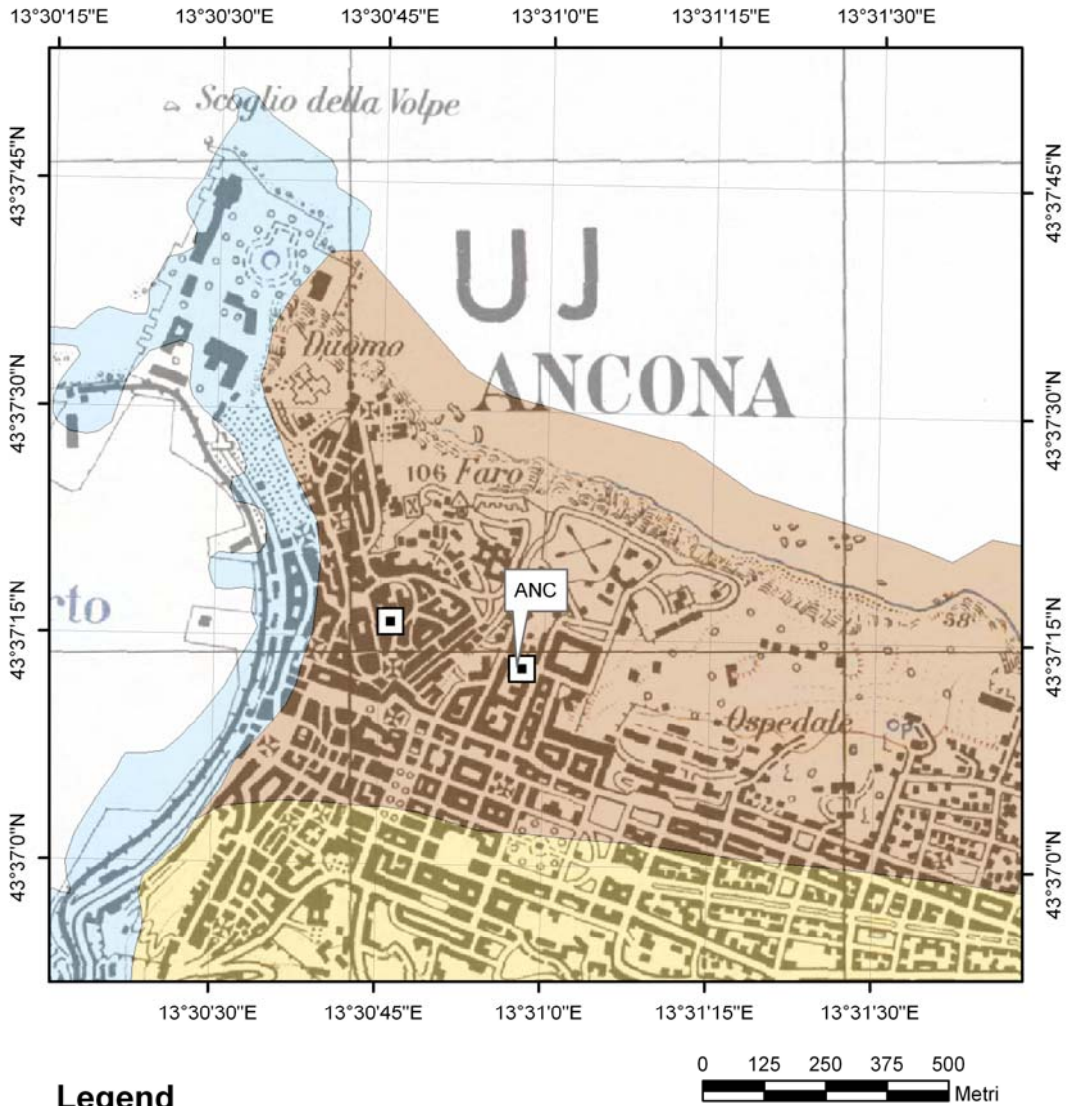 13°30'15"E 13°30'30"E 13°30'45"E 13°31'0"E 13°31'15"E 13°31'30"E
Scoglio della Volpe
43°37'45"N
43°37'45"N
UJ
ANCONA
C
Duomo
43°37'30"N
43°37'30"N
106 Faro
ANC
rto
43°37'15"N
43°37'15"N
58
Ospedale
Op
43°37'0"N
43°37'0"N
13°30'30"E 13°30'45"E 13°31'0"E 13°31'15"E 13°31'30"E
0 125 250 375 500
Metri
Legend